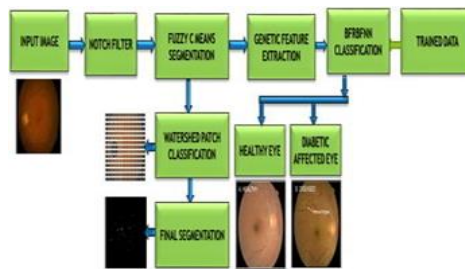 INPUT IMAGE
NOTCH FILTER
FUZZY C MEANS
SEGMENTATION
GENETIC FEATURE
EXTRACTION
BFRBFNN
CLASSIFICATION
TRAINED DATA
WATERSHED PATCH
CLASSIFICATION
HEALTHY
EYE
DIABETIC
AFFECTED EYE
FINAL SEGMENTATION